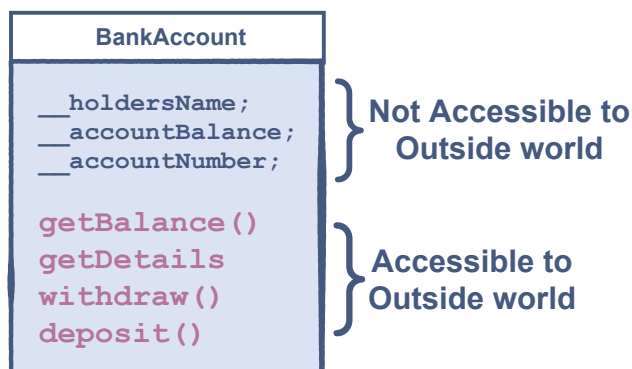 BankAccount
__holdersName;
__accountBalance;
__accountNumber;
Not Accessible to
Outside world
getBalance()
getDetails
withdraw()
deposit()
Accessible to
Outside world